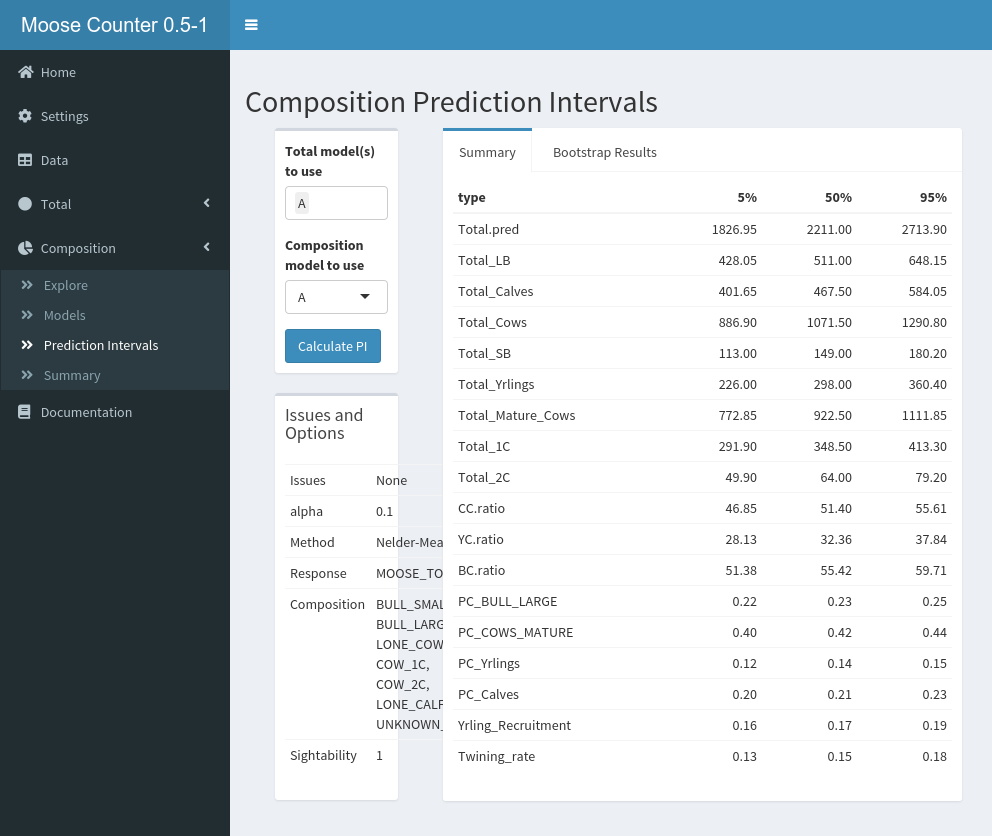 Moose Counter 0.5-1
Home
Settings
Data
Total
Composition
Explore
Models
Prediction Intervals
Summary
Documentation
Composition Prediction Intervals
Total model(s)
to use
A
Composition
model to use
A
Calculate PI
Issues and
Options
Issues None
alpha 0.1
Method Nelder-Mea
Response MOOSE_TO
Composition BULL_SMAL
BULL_LARG
LONE_COW
COW_1C,
COW_2C,
LONE_CALF
UNKNOWN_
Sightability 1
Summary Bootstrap Results
type 5% 50% 95%
Total.pred 1826.95 2211.00 2713.90
Total_LB 428.05 511.00 648.15
Total_Calves 401.65 467.50 584.05
Total_Cows 886.90 1071.50 1290.80
Total_SB 113.00 149.00 180.20
Total_Yrlings 226.00 298.00 360.40
Total_Mature_Cows 772.85 922.50 1111.85
Total_1C 291.90 348.50 413.30
Total_2C 49.90 64.00 79.20
CC.ratio 46.85 51.40 55.61
YC.ratio 28.13 32.36 37.84
BC.ratio 51.38 55.42 59.71
PC_BULL_LARGE 0.22 0.23 0.25
PC_COWS_MATURE 0.40 0.42 0.44
PC_Yrlings 0.12 0.14 0.15
PC_Calves 0.20 0.21 0.23
Yrling_Recruitment 0.16 0.17 0.19
Twining_rate 0.13 0.15 0.18